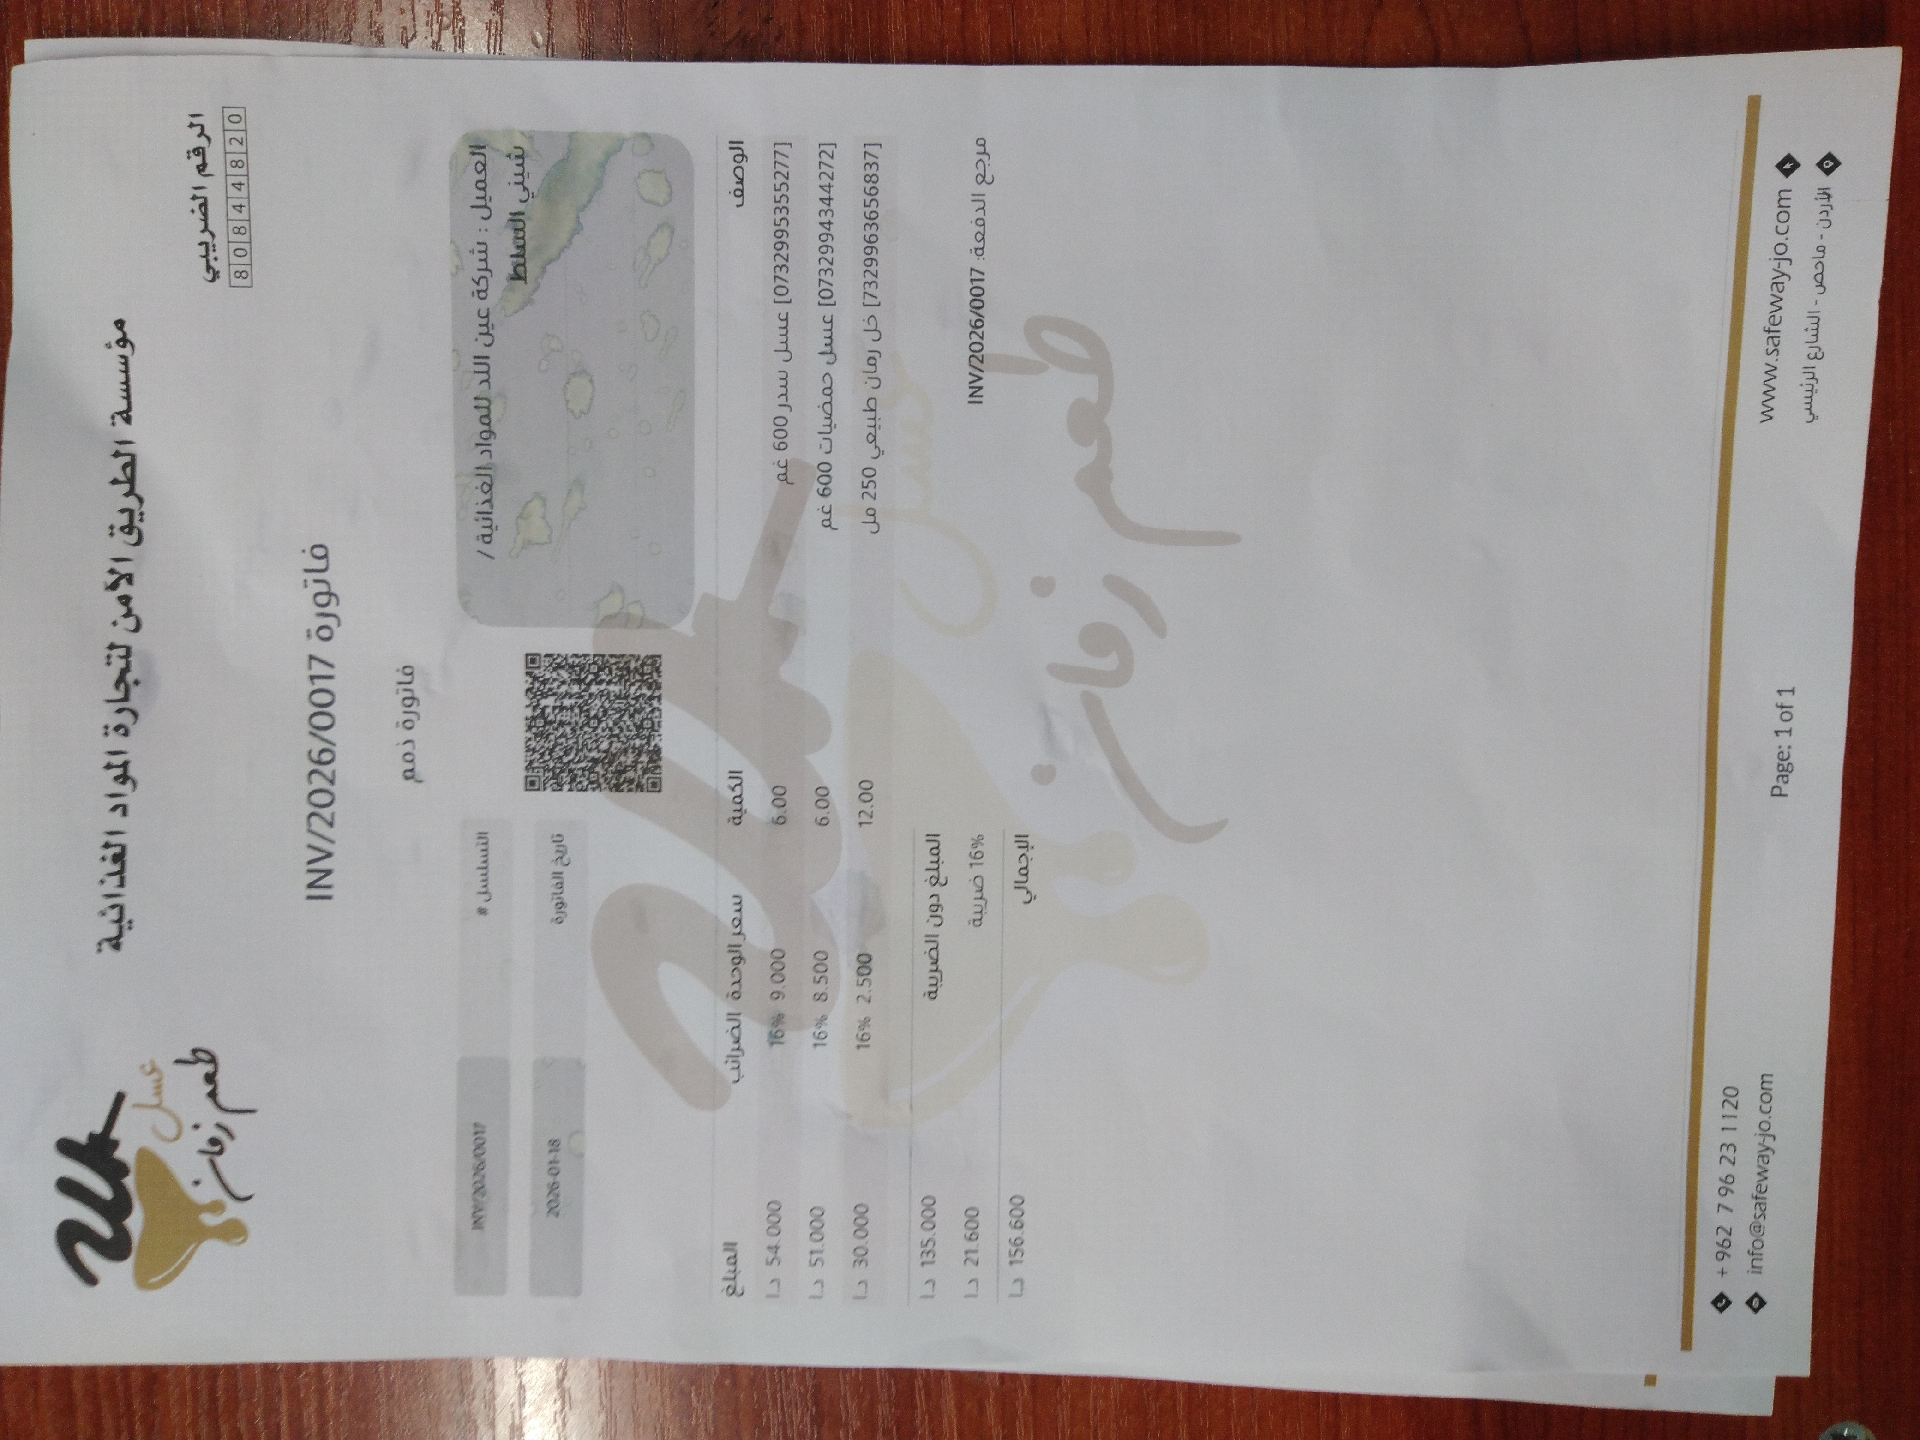 عسل
طعم زمان
مؤسسة الطريق الآمن لتجارة المواد الغذائية
الرقم الضريبي
80844820
فاتورة INV/2026/0017
فاتورة ذمم
العميل : شركة عين اللد للمواد الغذائية /
شيني السلط
التسلسل # INV/2026/0017
تاريخ الفاتورة 2026-01-18
الوصف الكمية سعر الوحدة الضرائب المبلغ
[0732995355277] عسل سدر 600 غم 6.00 9.000 16% 54.000 د.ا
[0732994344272] عسل حمضيات 600 غم 6.00 8.500 16% 51.000 د.ا
[7329963656837] خل رمان طبيعي 250 مل 12.00 2.500 16% 30.000 د.ا
المبلغ دون الضريبة 135.000 د.ا
16% ضريبة 21.600 د.ا
الإجمالي 156.600 د.ا
مرجع الدفعة: INV/2026/0017
www.safeway-jo.com
الأردن - ماحص - الشارع الرئيسي
Page: 1 of 1
+ 962 7 96 23 1120
info@safeway-jo.com